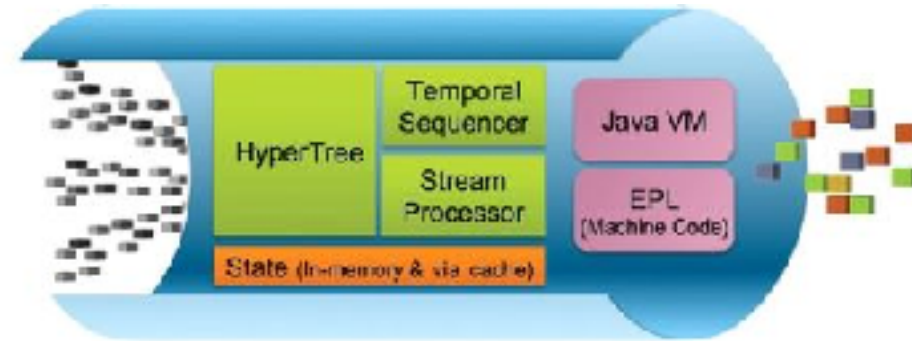 HyperTree
Temporal
Sequencer
Stream
Processor
State (In-memory & via cache)
Java VM
EPL
(Machine Code)